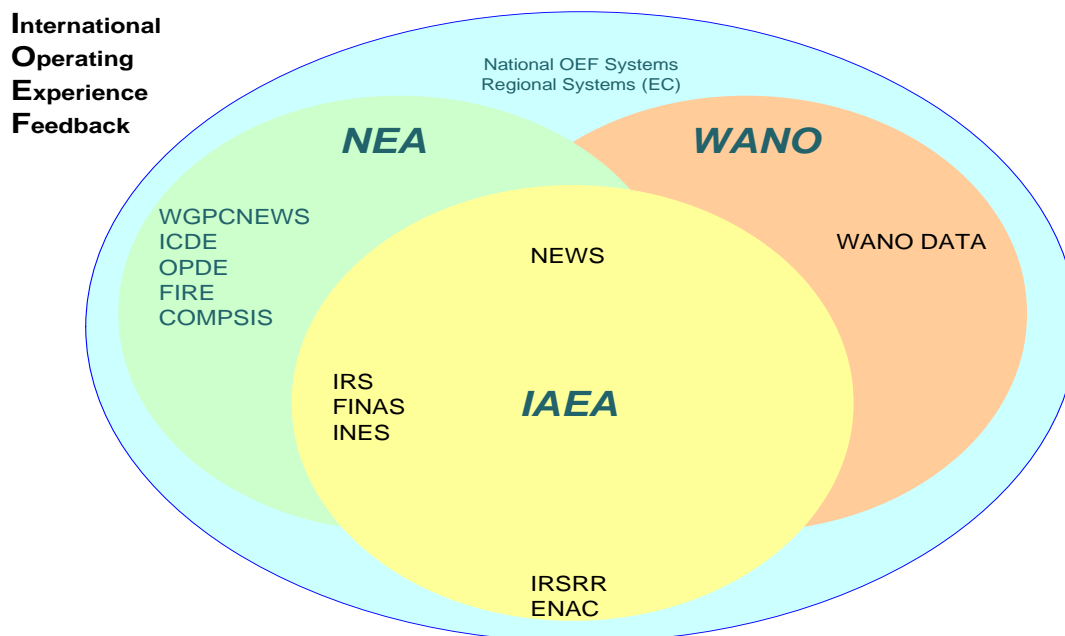 International
Operating
Experience
Feedback
National OEF Systems
Regional Systems (EC)
NEA
WANO
WGPCNEWS
ICDE
OPDE
FIRE
COMPSIS
WANO DATA
NEWS
IRS
FINAS
INES
IAEA
IRSRR
ENAC